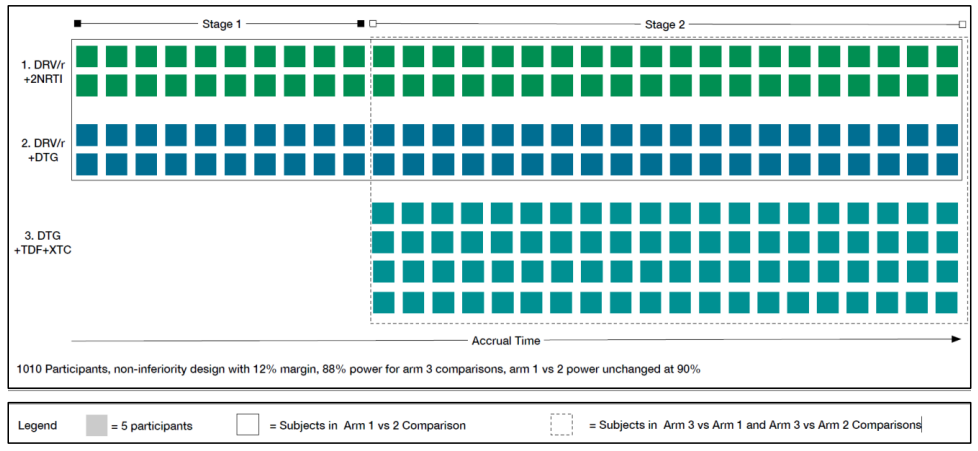 Stage 1
Stage 2
1. DRV/r
+2NRTI
2. DRV/r
+DTG
3. DTG
+TDF+XTC
Accrual Time
1010 Participants, non-inferiority design with 12% margin, 88% power for arm 3 comparisons, arm 1 vs 2 power unchanged at 90%
Legend
= 5 participants
= Subjects in Arm 1 vs 2 Comparison
= Subjects in Arm 3 vs Arm 1 and Arm 3 vs Arm 2 Comparisons